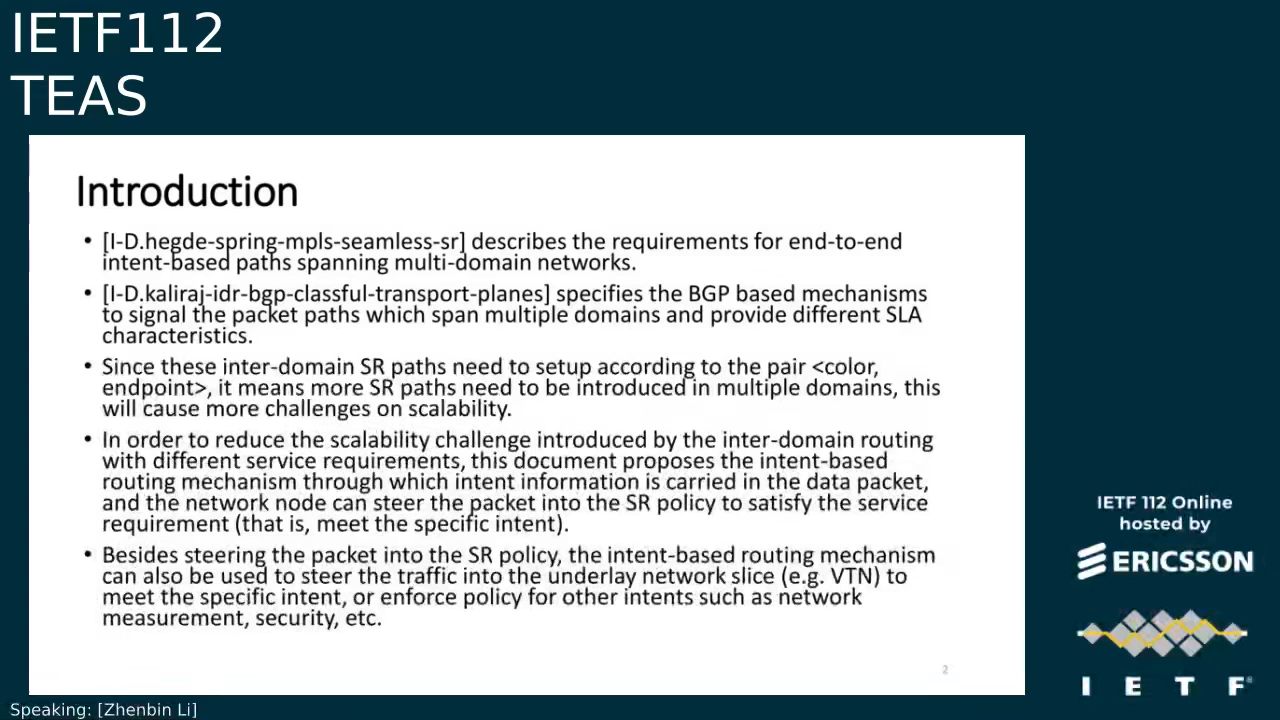 IETF112
TEAS
Introduction
• [I-D.hegde-spring-mpls-seamless-sr] describes the requirements for end-to-end
intent-based paths spanning multi-domain networks.
• [I-D.kaliraj-idr-bgp-classful-transport-planes] specifies the BGP based mechanisms
to signal the packet paths which span multiple domains and provide different SLA
characteristics.
• Since these inter-domain SR paths need to setup according to the pair <color,
endpoint>, it means more SR paths need to be introduced in multiple domains, this
will cause more challenges on scalability.
• In order to reduce the scalability challenge introduced by the inter-domain routing
with different service requirements, this document proposes the intent-based
routing mechanism through which intent information is carried in the data packet,
and the network node can steer the packet into the SR policy to satisfy the service
requirement (that is, meet the specific intent).
• Besides steering the packet into the SR policy, the intent-based routing mechanism
can also be used to steer the traffic into the underlay network slice (e.g. VTN) to
meet the specific intent, or enforce policy for other intents such as network
measurement, security, etc.
2
IETF 112 Online
hosted by
ERICSSON
I E T F®
Speaking: [Zhenbin Li]